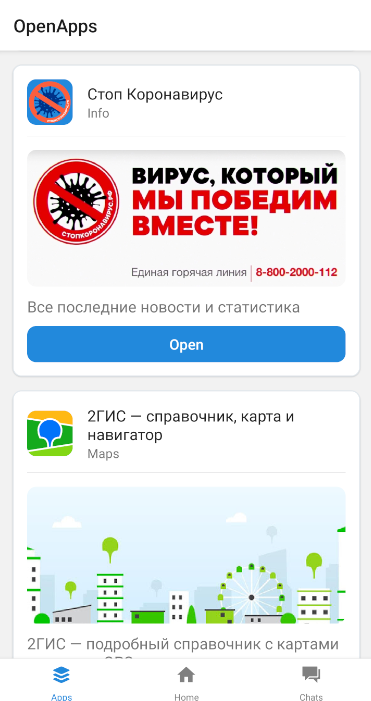 OpenApps
Стоп Коронавирус
Info
СТОПКОРОНАВИРУС.РФ
ВИРУС, КОТОРЫЙ
МЫ ПОБЕДИМ
ВМЕСТЕ!
Единая горячая линия | 8-800-2000-112
Все последние новости и статистика
Open
2ГИС — справочник, карта и
навигатор
Maps
2ГИС — подробный справочник с картами
Apps
Home
Chats